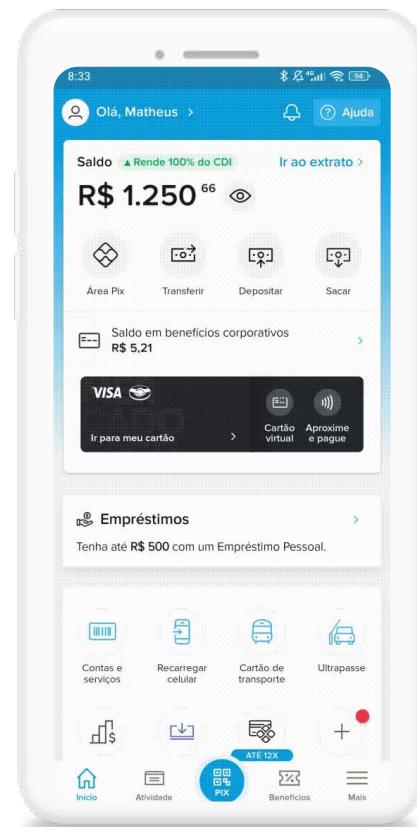 8:33
4G
94
Olá, Matheus >
Ajuda
Saldo ▲ Rende 100% do CDI
Ir ao extrato >
R$ 1.250 66
Área Pix
Transferir
Depositar
Sacar
Saldo em benefícios corporativos
R$ 5,21
VISA
Ir para meu cartão >
Cartão virtual
Aproxime e pague
Empréstimos
Tenha até R$ 500 com um Empréstimo Pessoal.
Contas e serviços
Recarregar celular
Cartão de transporte
Ultrapasse
ATÉ 12X
Início
Atividade
PIX
Benefícios
Mais